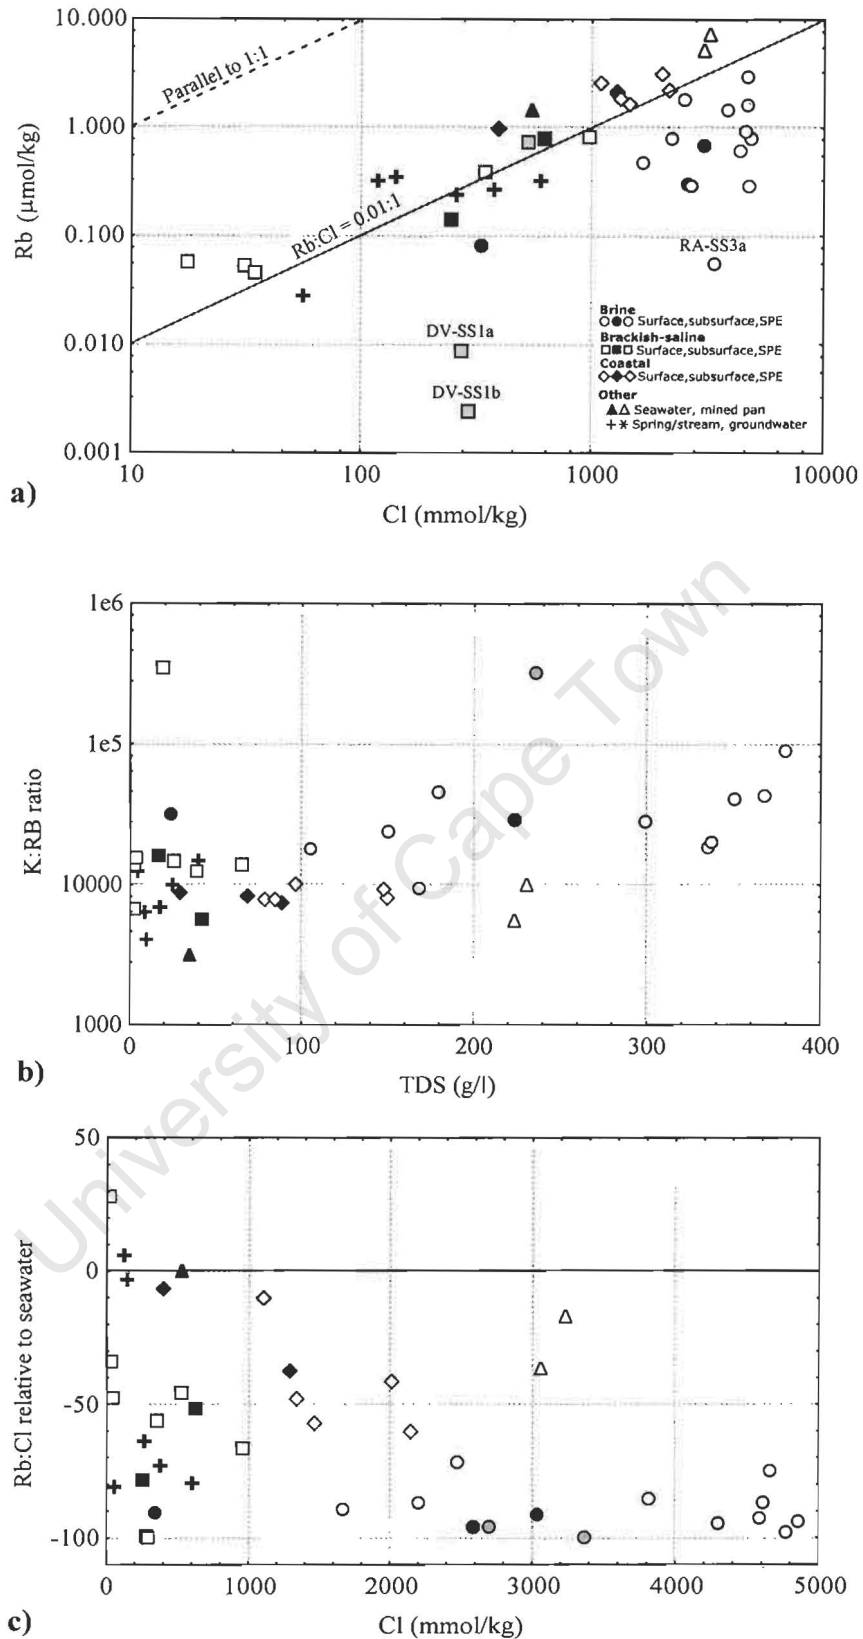 10.000
1.000
0.100
0.010
0.001
Rb (μmol/kg)
Parallel to 1:1
Rb:Cl = 0.01:1
RA-SS3a
DV-SS1a
DV-SS1b
Brine
Surface,subsurface,SPE
Brackish-saline
Surface,subsurface,SPE
Coastal
Surface,subsurface,SPE
Other
Seawater, mined pan
Spring/stream, groundwater
10 100 1000 10000
Cl (mmol/kg)
a)
1e6
1e5
10000
1000
K:RB ratio
0 100 200 300 400
TDS (g/l)
b)
50
0
-50
-100
Rb:Cl relative to seawater
0 1000 2000 3000 4000 5000
Cl (mmol/kg)
c)
University of Cape Town